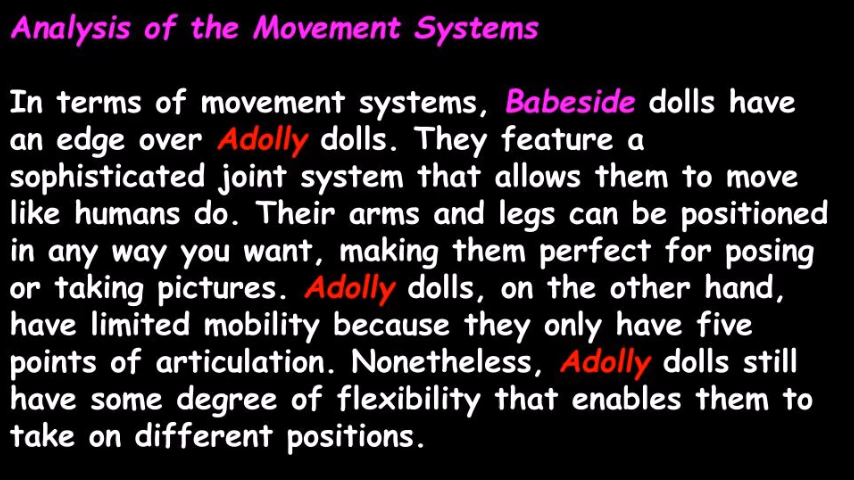 Analysis of the Movement Systems
In terms of movement systems, Babeside dolls have
an edge over Adolly dolls. They feature a
sophisticated joint system that allows them to move
like humans do. Their arms and legs can be positioned
in any way you want, making them perfect for posing
or taking pictures. Adolly dolls, on the other hand,
have limited mobility because they only have five
points of articulation. Nonetheless, Adolly dolls still
have some degree of flexibility that enables them to
take on different positions.